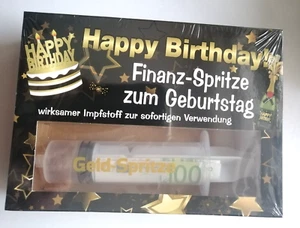 HAPPY
BIRTHDAY
Happy Birthday!
Finanz-Spritze
zum Geburtstag
wirksamer Impfstoff zur sofortigen Verwendung
Geld-Spritze
100